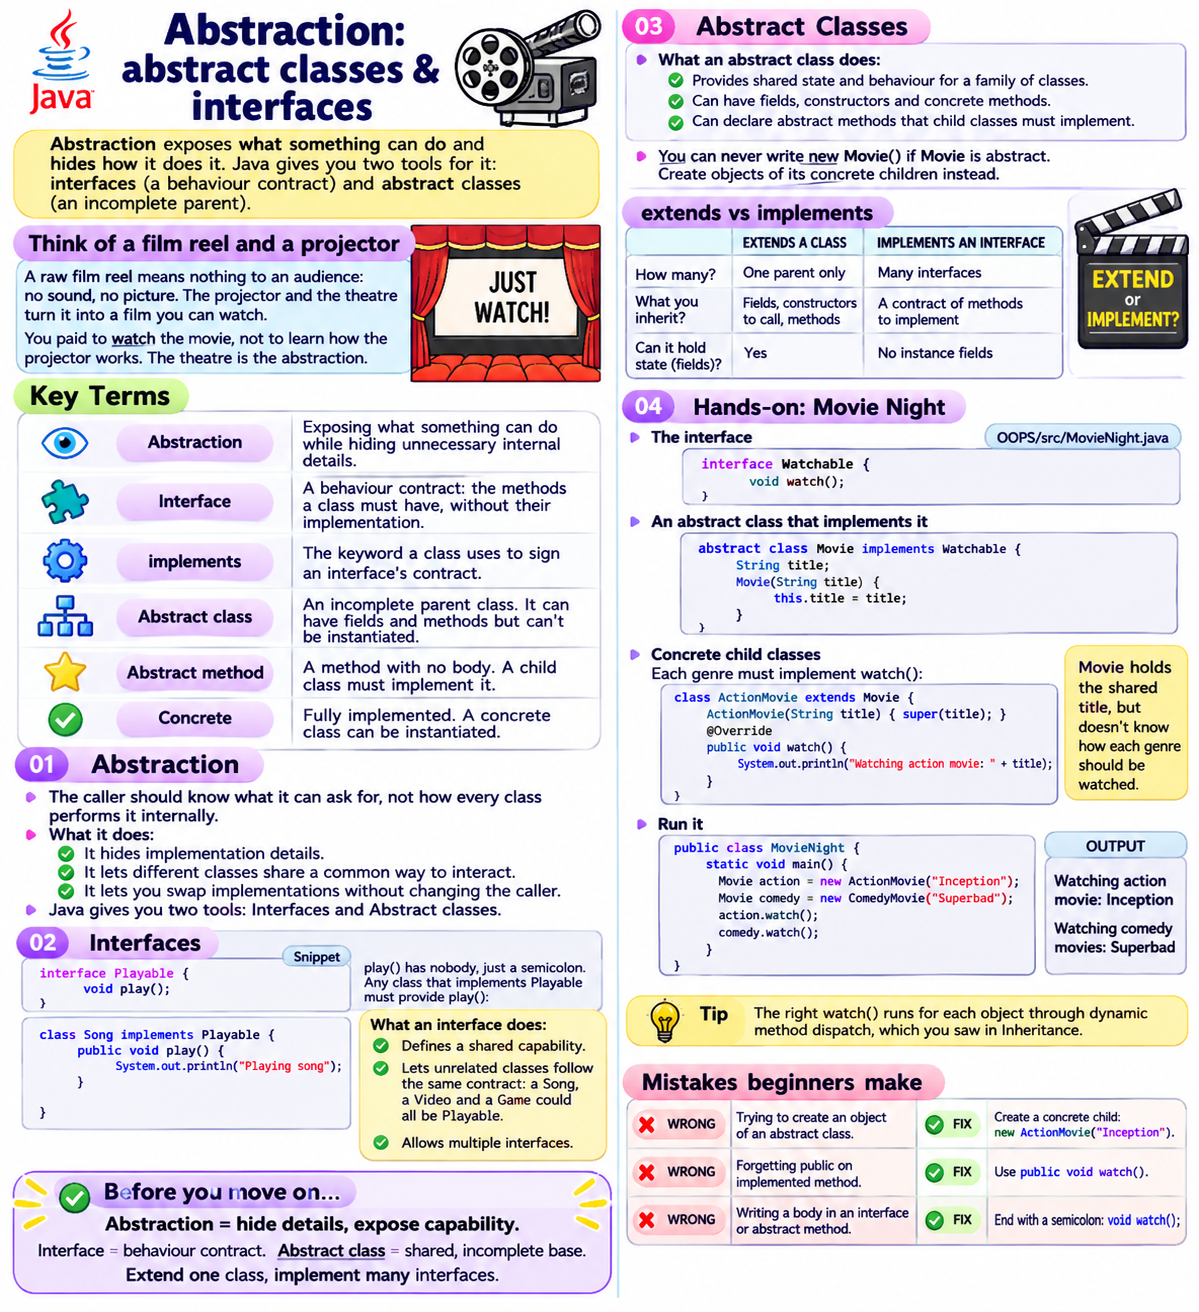 Java
Abstraction:
abstract classes &
interfaces
Abstraction exposes what something can do and
hides how it does it. Java gives you two tools for it:
interfaces (a behaviour contract) and abstract classes
(an incomplete parent).
Think of a film reel and a projector
A raw film reel means nothing to an audience:
no sound, no picture. The projector and the theatre
turn it into a film you can watch.
You paid to watch the movie, not to learn how the
projector works. The theatre is the abstraction.
JUST
WATCH!
Key Terms
Abstraction
Exposing what something can do
while hiding unnecessary internal
details.
Interface
A behaviour contract: the methods
a class must have, without their
implementation.
implements
The keyword a class uses to sign
an interface's contract.
Abstract class
An incomplete parent class. It can
have fields and methods but can't
be instantiated.
Abstract method
A method with no body. A child
class must implement it.
Concrete
Fully implemented. A concrete
class can be instantiated.
01 Abstraction
The caller should know what it can ask for, not how every class
performs it internally.
What it does:
It hides implementation details.
It lets different classes share a common way to interact.
It lets you swap implementations without changing the caller.
Java gives you two tools: Interfaces and Abstract classes.
02 Interfaces
Snippet
interface Playable {
void play();
}
play() has nobody, just a semicolon.
Any class that implements Playable
must provide play():
class Song implements Playable {
public void play() {
System.out.println("Playing song");
}
}
What an interface does:
Defines a shared capability.
Lets unrelated classes follow
the same contract: a Song,
a Video and a Game could
all be Playable.
Allows multiple interfaces.
Before you move on...
Abstraction = hide details, expose capability.
Interface = behaviour contract. Abstract class = shared, incomplete base.
Extend one class, implement many interfaces.
03 Abstract Classes
What an abstract class does:
Provides shared state and behaviour for a family of classes.
Can have fields, constructors and concrete methods.
Can declare abstract methods that child classes must implement.
You can never write new Movie() if Movie is abstract.
Create objects of its concrete children instead.
extends vs implements
EXTENDS A CLASS IMPLEMENTS AN INTERFACE
How many? One parent only Many interfaces
What you
inherit?
Fields, constructors
to call, methods
A contract of methods
to implement
Can it hold
state (fields)?
Yes
No instance fields
EXTEND
or
IMPLEMENT?
04 Hands-on: Movie Night
The interface
OOPS/src/MovieNight.java
interface Watchable {
void watch();
}
An abstract class that implements it
abstract class Movie implements Watchable {
String title;
Movie(String title) {
this.title = title;
}
}
Concrete child classes
Each genre must implement watch():
class ActionMovie extends Movie {
ActionMovie(String title) { super(title); }
@Override
public void watch() {
System.out.println("Watching action movie: " + title);
}
}
Movie holds
the shared
title, but
doesn't know
how each genre
should be
watched.
Run it
public class MovieNight {
static void main() {
Movie action = new ActionMovie("Inception");
Movie comedy = new ComedyMovie("Superbad");
action.watch();
comedy.watch();
}
}
OUTPUT
Watching action
movie: Inception
Watching comedy
movies: Superbad
Tip
The right watch() runs for each object through dynamic
method dispatch, which you saw in Inheritance.
Mistakes beginners make
WRONG
Trying to create an object
of an abstract class.
FIX
Create a concrete child:
new ActionMovie("Inception").
WRONG
Forgetting public on
implemented method.
FIX
Use public void watch().
WRONG
Writing a body in an interface
or abstract method.
FIX
End with a semicolon: void watch();